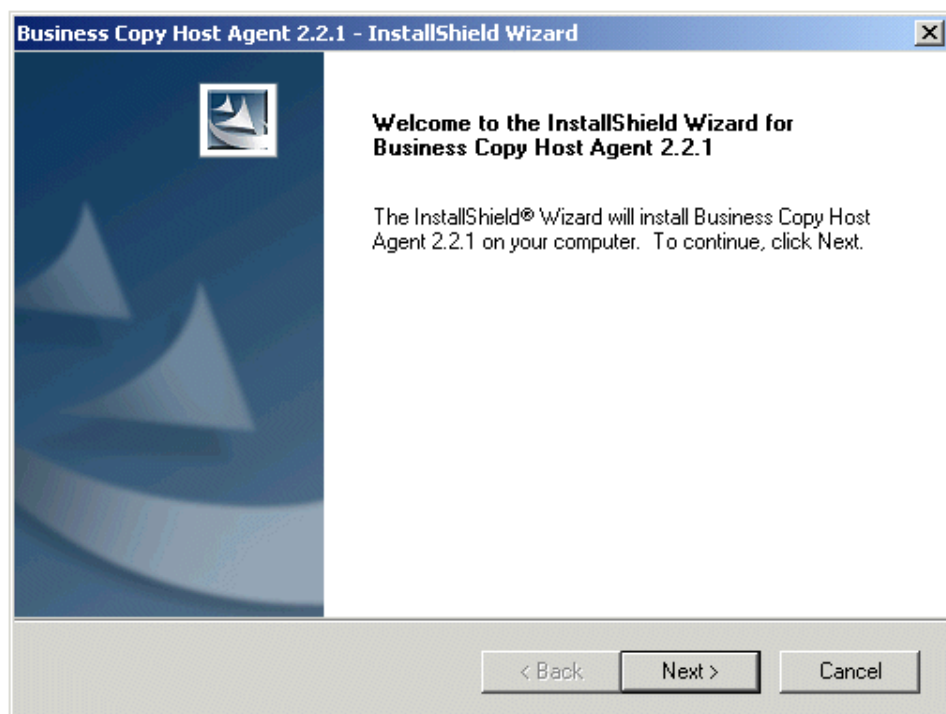 Business Copy Host Agent 2.2.1 - InstallShield Wizard
Welcome to the InstallShield Wizard for
Business Copy Host Agent 2.2.1
The InstallShield® Wizard will install Business Copy Host
Agent 2.2.1 on your computer. To continue, click Next.
< Back
Next >
Cancel